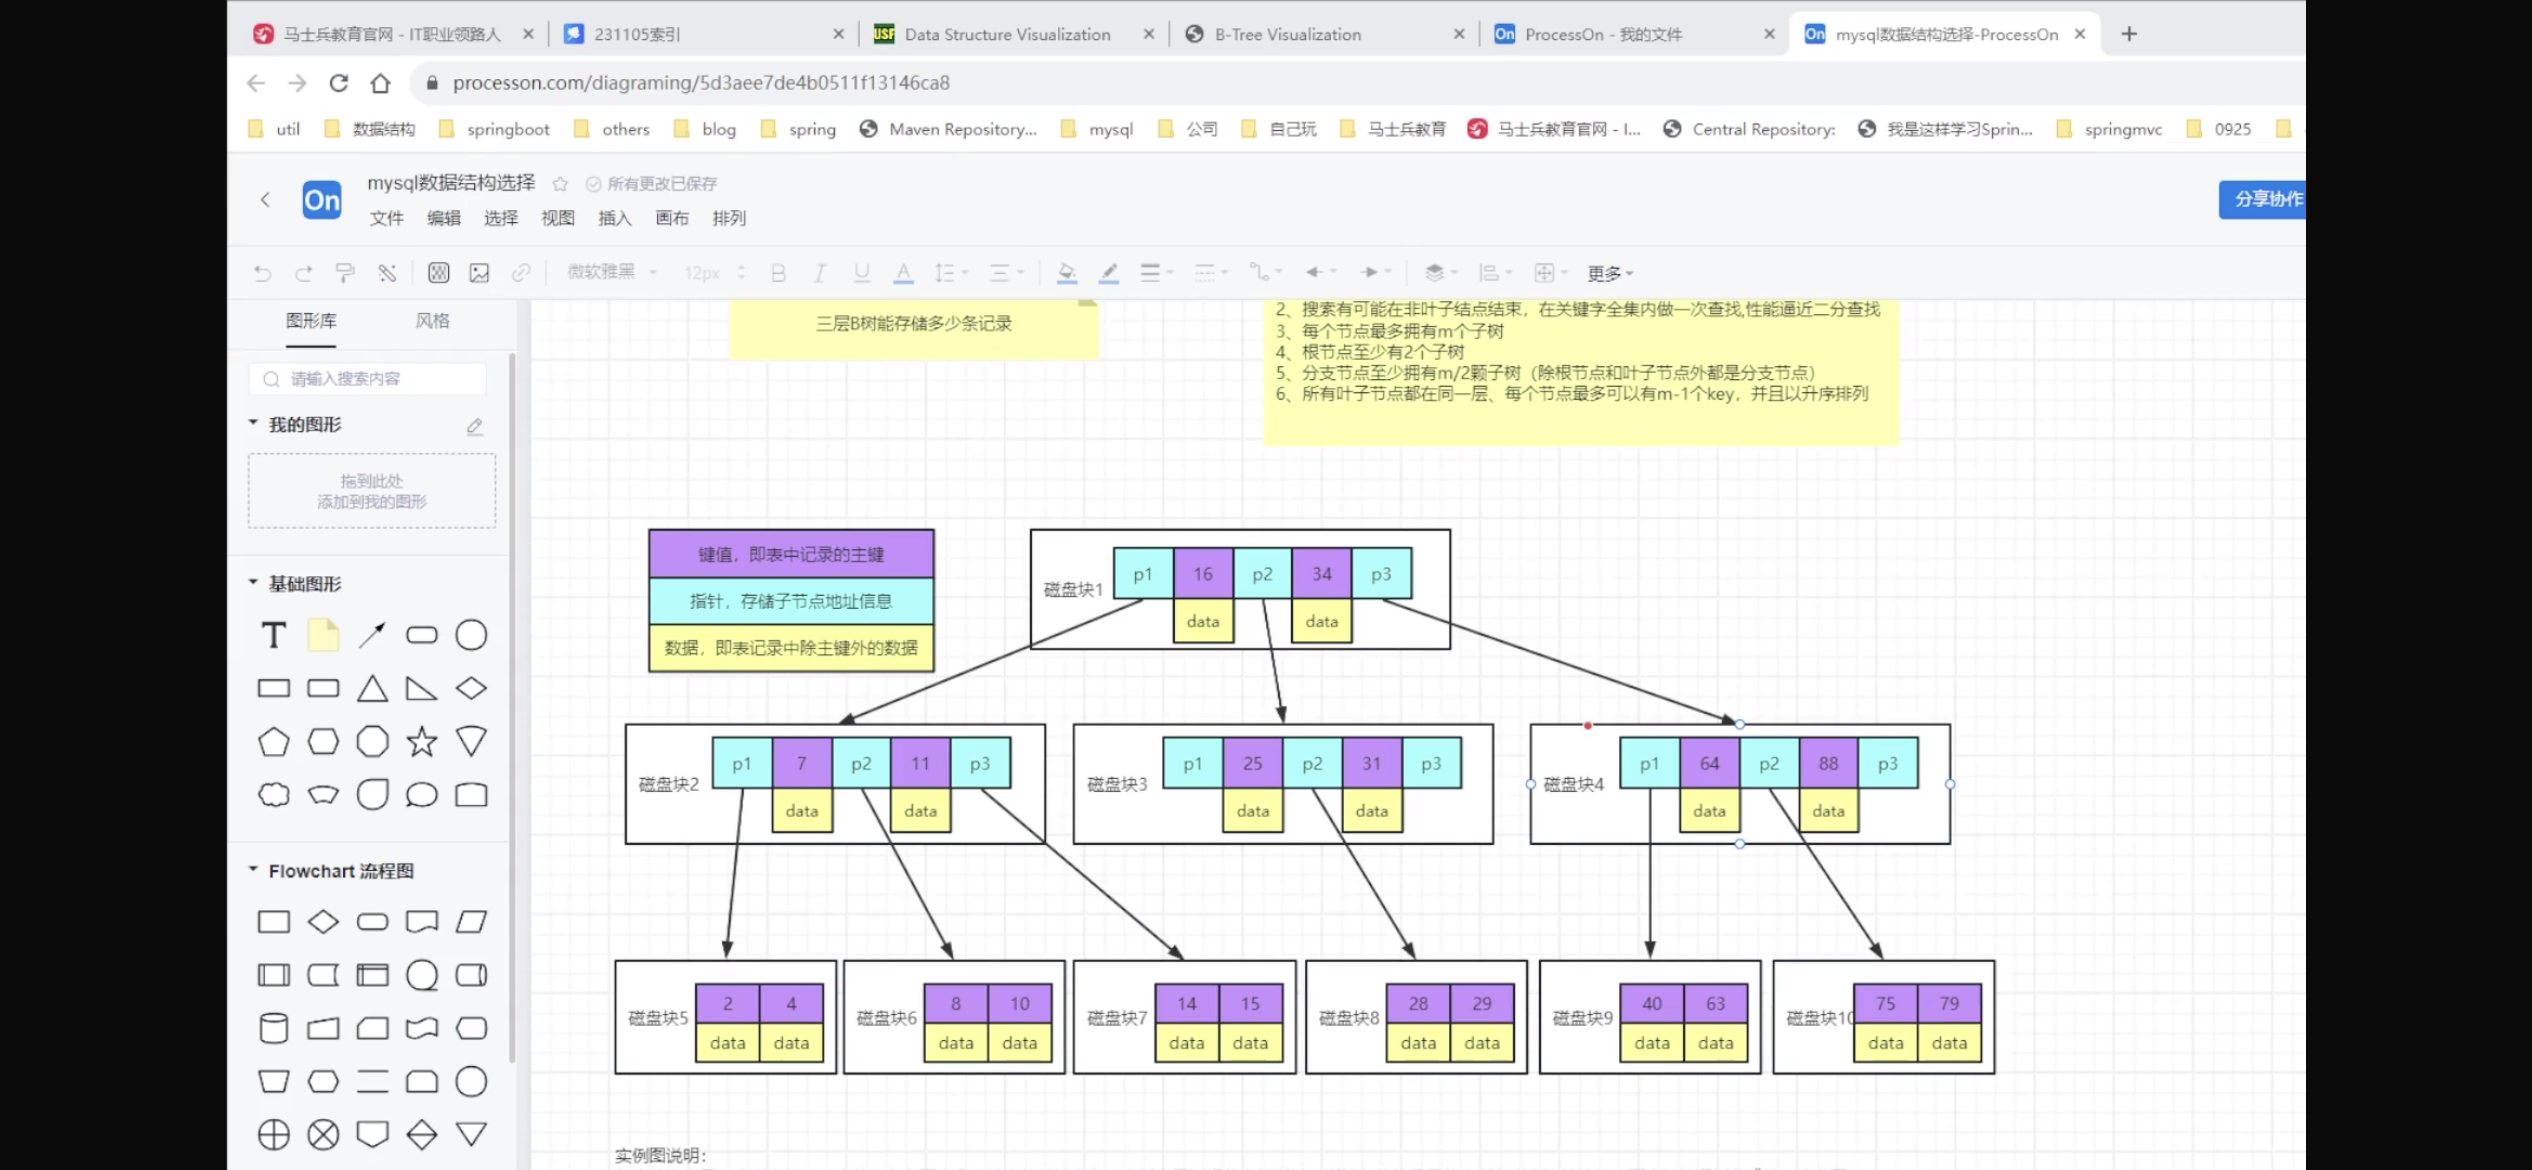 马士兵教育官网 - IT职业领路人
231105索引
USF Data Structure Visualization
B-Tree Visualization
On ProcessOn - 我的文件
On mysql数据结构选择-ProcessOn
processon.com/diagraming/5d3aee7de4b0511f13146ca8
util 数据结构 springboot others blog spring Maven Repository... mysql 公司 自己玩 马士兵教育 马士兵教育官网 - I... Central Repository: 我是这样学习Sprin... springmvc 0925
On
mysql数据结构选择 所有更改已保存
文件 编辑 选择 视图 插入 画布 排列
分享协作
微软雅黑 12px B I U A 更多
图形库 风格
请输入搜索内容
我的图形
拖到此处
添加到我的图形
基础图形
T
Flowchart 流程图
三层B树能存储多少条记录
2、搜索有可能在非叶子结点结束，在关键字全集内做一次查找,性能逼近二分查找
3、每个节点最多拥有m个子树
4、根节点至少有2个子树
5、分支节点至少拥有m/2颗子树（除根节点和叶子节点外都是分支节点）
6、所有叶子节点都在同一层、每个节点最多可以有m-1个key，并且以升序排列
键值，即表中记录的主键
指针，存储子节点地址信息
数据，即表记录中除主键外的数据
磁盘块1 p1 16 p2 34 p3
data data
磁盘块2 p1 7 p2 11 p3
data data
磁盘块3 p1 25 p2 31 p3
data data
磁盘块4 p1 64 p2 88 p3
data data
磁盘块5 2 4
data data
磁盘块6 8 10
data data
磁盘块7 14 15
data data
磁盘块8 28 29
data data
磁盘块9 40 63
data data
磁盘块10 75 79
data data
实例图说明：